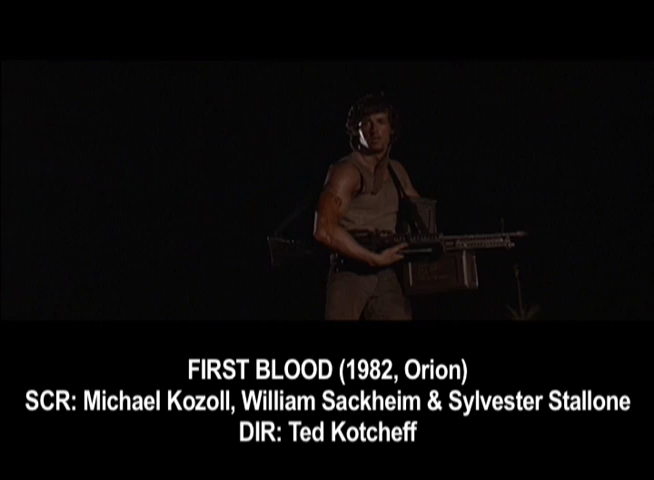 FIRST BLOOD (1982, Orion)
SCR: Michael Kozoll, William Sackheim & Sylvester Stallone
DIR: Ted Kotcheff